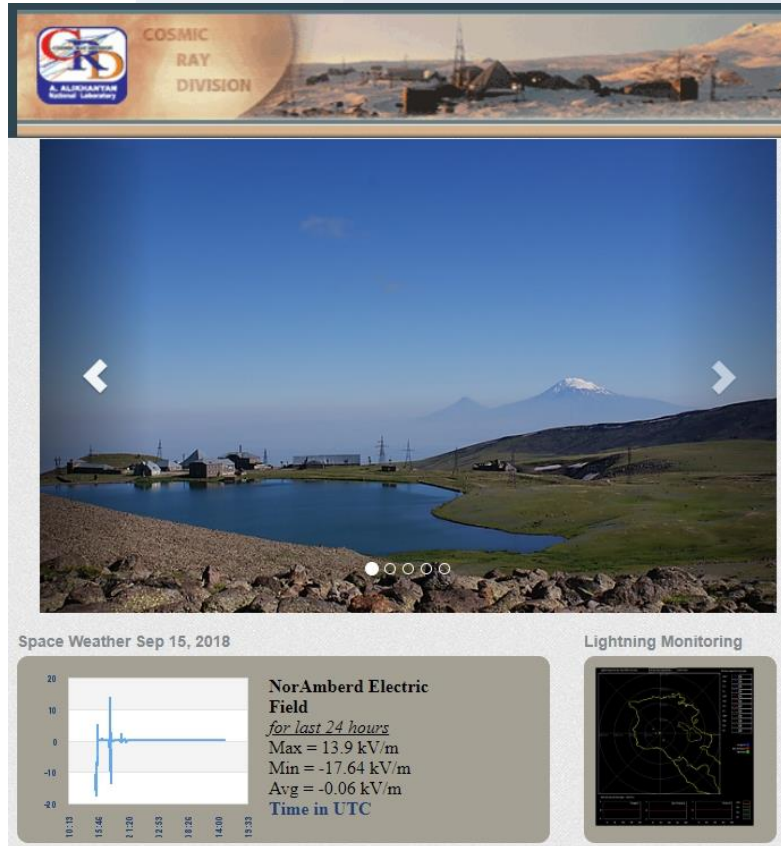 COSMIC
RAY
DIVISION
CRD
A. ALIKHANYAN
National Laboratory
Space Weather Sep 15, 2018
Lightning Monitoring
20
10
0
-10
-20
10:13
15:46
21:20
02:53
08:26
14:00
19:33
NorAmberd Electric
Field
for last 24 hours
Max = 13.9 kV/m
Min = -17.64 kV/m
Avg = -0.06 kV/m
Time in UTC